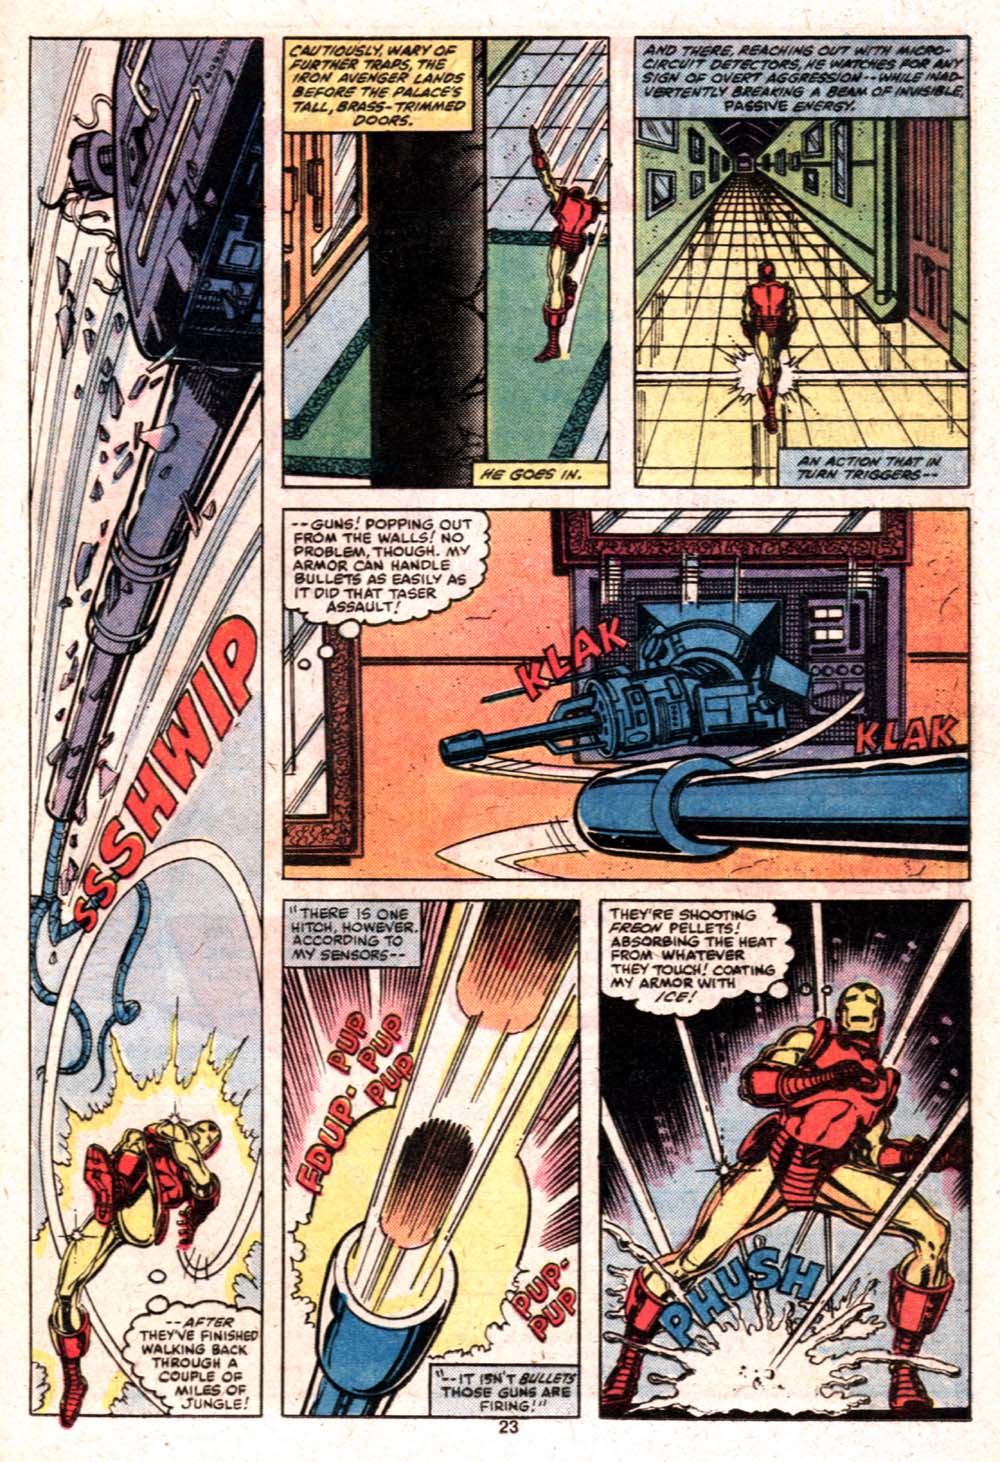 SSSHWIP
--AFTER
THEY'VE FINISHED
WALKING BACK
THROUGH A
COUPLE OF
MILES OF
JUNGLE!
CAUTIOUSLY, WARY OF
FURTHER TRAPS, THE
IRON AVENGER LANDS
BEFORE THE PALACE'S
TALL, BRASS-TRIMMED
DOORS.
HE GOES IN.
AND THERE, REACHING OUT WITH MICRO-
CIRCUIT DETECTORS, HE WATCHES FOR ANY
SIGN OF OVERT AGGRESSION--WHILE INAD-
VERTENTLY BREAKING A BEAM OF INVISIBLE,
PASSIVE ENERGY.
AN ACTION THAT IN
TURN TRIGGERS--
--GUNS! POPPING OUT
FROM THE WALLS! NO
PROBLEM, THOUGH. MY
ARMOR CAN HANDLE
BULLETS AS EASILY AS
IT DID THAT TASER
ASSAULT!
KLAK
KLAK
"THERE IS ONE
HITCH, HOWEVER.
ACCORDING TO
MY SENSORS--
FDUP-PUP
PUP
PUP
PUP
PUP-
PUP
"--IT ISN'T BULLETS
THOSE GUNS ARE
FIRING!"
THEY'RE SHOOTING
FREON PELLETS!
ABSORBING THE HEAT
FROM WHATEVER
THEY TOUCH! COATING
MY ARMOR WITH
ICE!
PHUSH
23